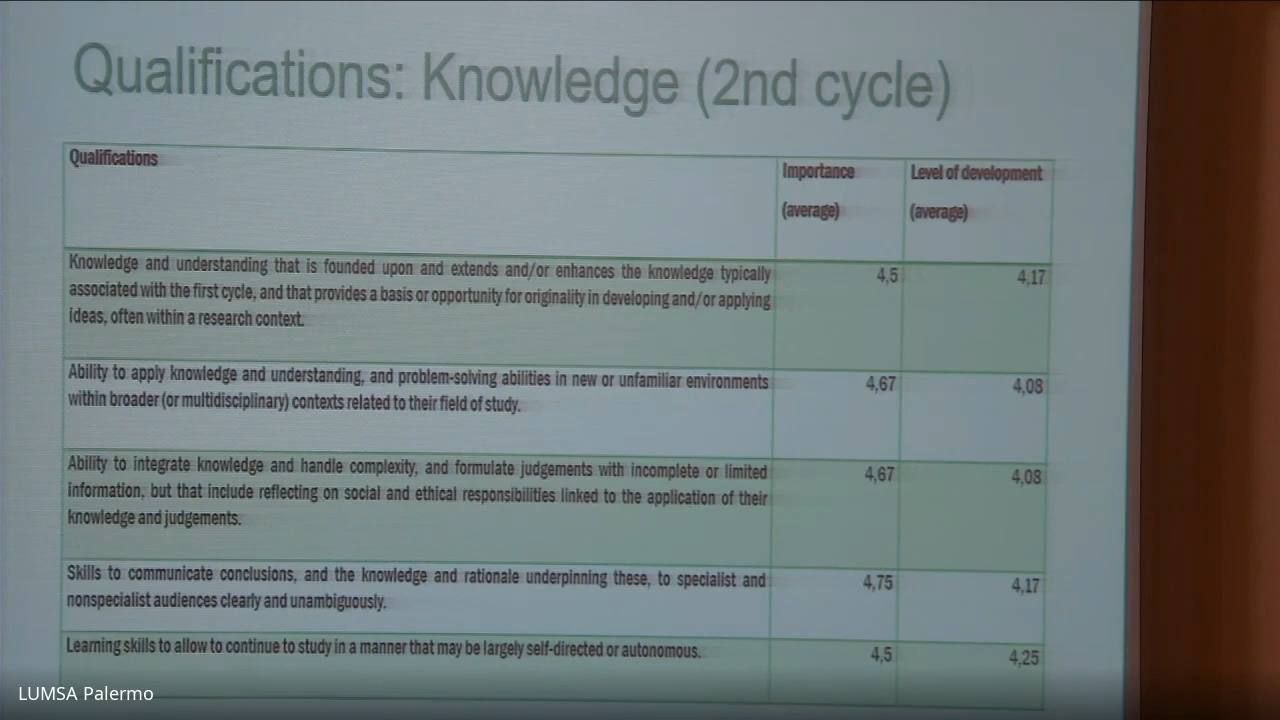 Qualifications: Knowledge (2nd cycle)
Qualifications
Importance
(average)
Level of development
(average)
Knowledge and understanding that is founded upon and extends and/or enhances the knowledge typically
associated with the first cycle, and that provides a basis or opportunity for originality in developing and/or applying
ideas, often within a research context.
4,5
4,17
Ability to apply knowledge and understanding, and problem-solving abilities in new or unfamiliar environments
within broader (or multidisciplinary) contexts related to their field of study.
4,67
4,08
Ability to integrate knowledge and handle complexity, and formulate judgements with incomplete or limited
information, but that include reflecting on social and ethical responsibilities linked to the application of their
knowledge and judgements.
4,67
4,08
Skills to communicate conclusions, and the knowledge and rationale underpinning these, to specialist and
nonspecialist audiences clearly and unambiguously.
4,75
4,17
Learning skills to allow to continue to study in a manner that may be largely self-directed or autonomous.
4,5
4,25
LUMSA Palermo